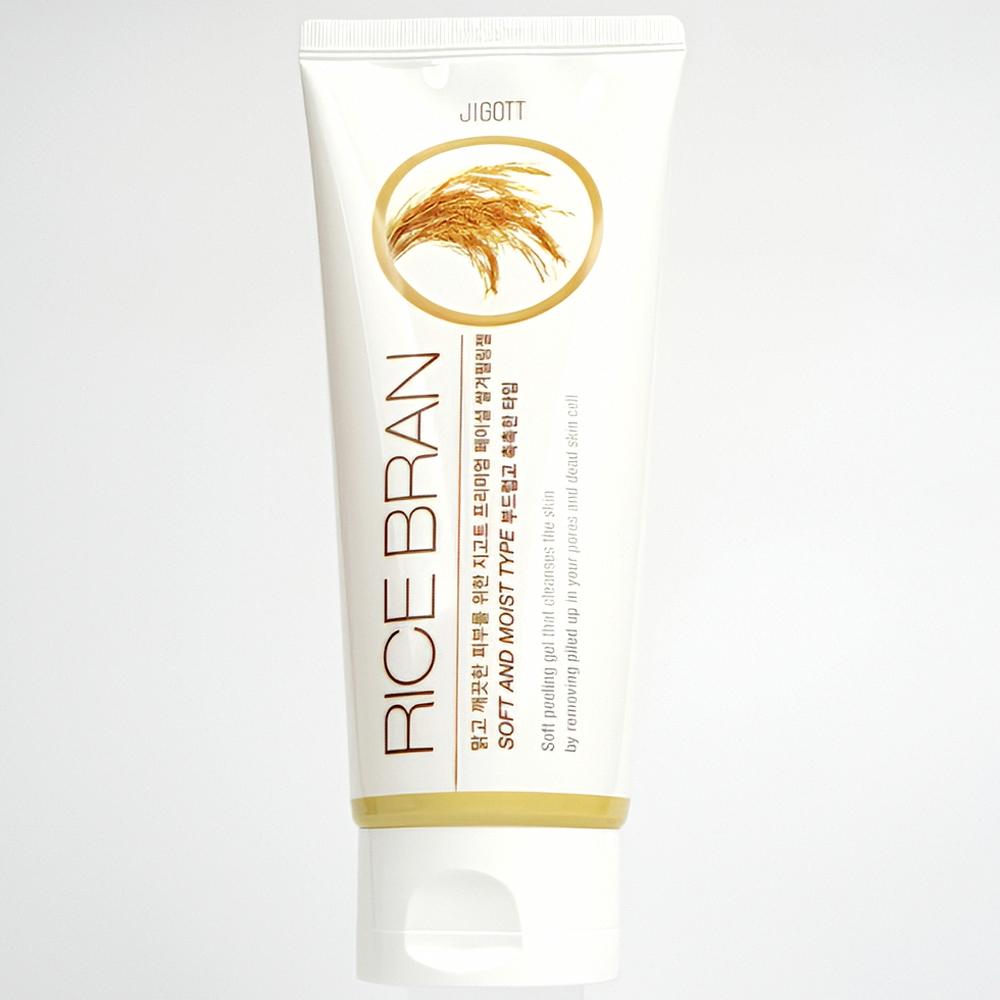 JIGOTT
RICE BRAN
맑고 깨끗한 피부를 위한 지고트 프리미엄 페이셜 쌀겨필링젤
SOFT AND MOIST TYPE 부드럽고 촉촉한 타입
Soft peeling gel that cleanses the skin
by removing piled up in your pores and dead skin cell